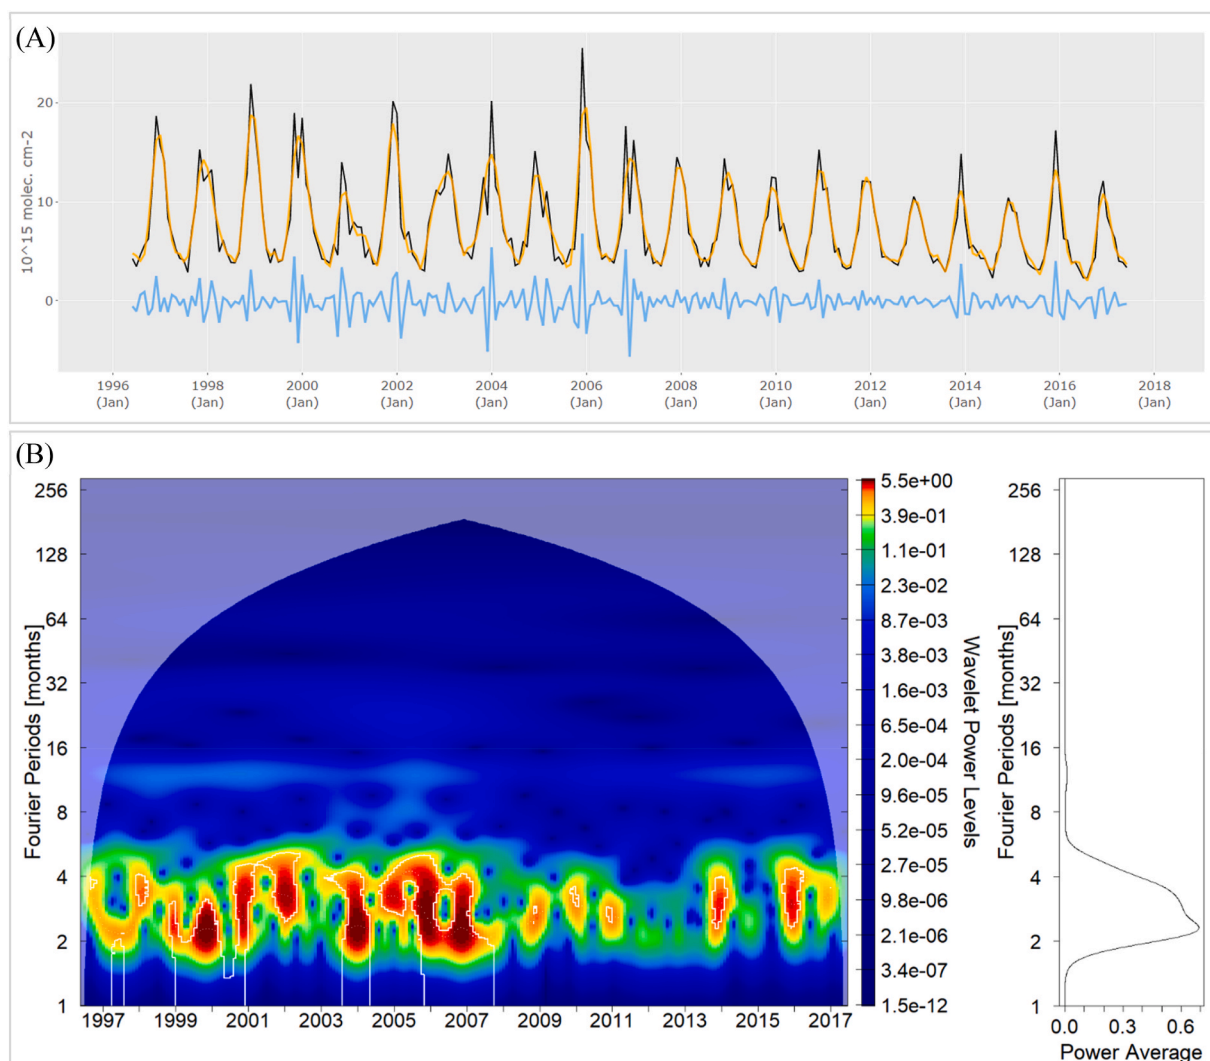 (A)
10^15 molec. cm-2
20
10
0
1996 1998 2000 2002 2004 2006 2008 2010 2012 2014 2016 2018
(Jan) (Jan) (Jan) (Jan) (Jan) (Jan) (Jan) (Jan) (Jan) (Jan) (Jan) (Jan)
(B)
Fourier Periods [months]
256
128
64
32
16
8
4
2
1
1997 1999 2001 2003 2005 2007 2009 2011 2013 2015 2017
5.5e+00
3.9e-01
1.1e-01
2.3e-02
8.7e-03
3.8e-03
1.6e-03
6.5e-04
2.0e-04
9.6e-05
5.2e-05
2.7e-05
9.8e-06
2.1e-06
3.4e-07
1.5e-12
Wavelet Power Levels
Fourier Periods [months]
256
128
64
32
16
8
4
2
1
0.0 0.3 0.6
Power Average